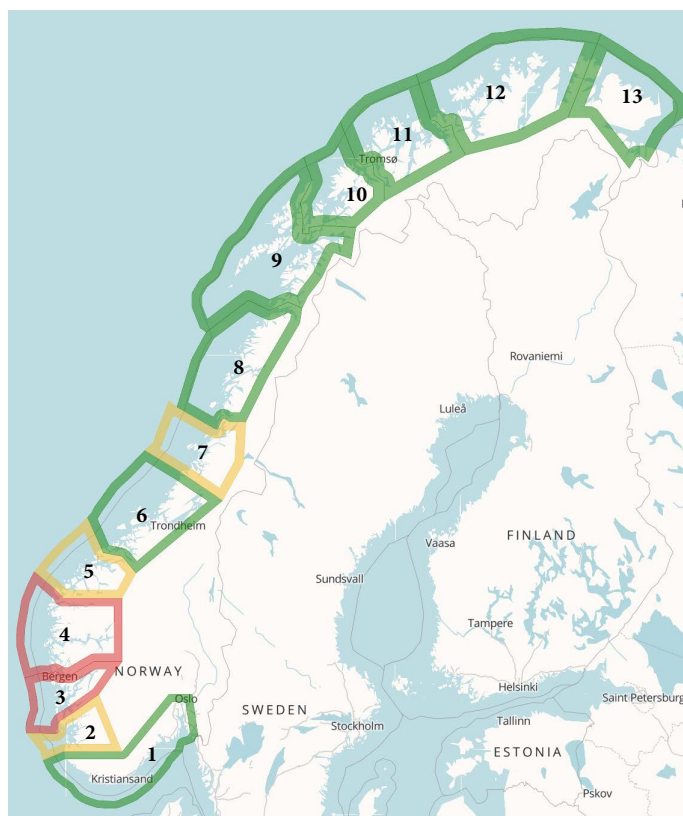 12
13
11
Tromsø
10
9
Rovaniemi
8
Luleå
7
6
Trondheim
FINLAND
Vaasa
5
Sundsvall
4
Tampere
NORWAY
Bergen
Helsinki
3
Oslo
Saint Petersburg
SWEDEN
Tallinn
2
Stockholm
1
ESTONIA
Kristiansand
Pskov